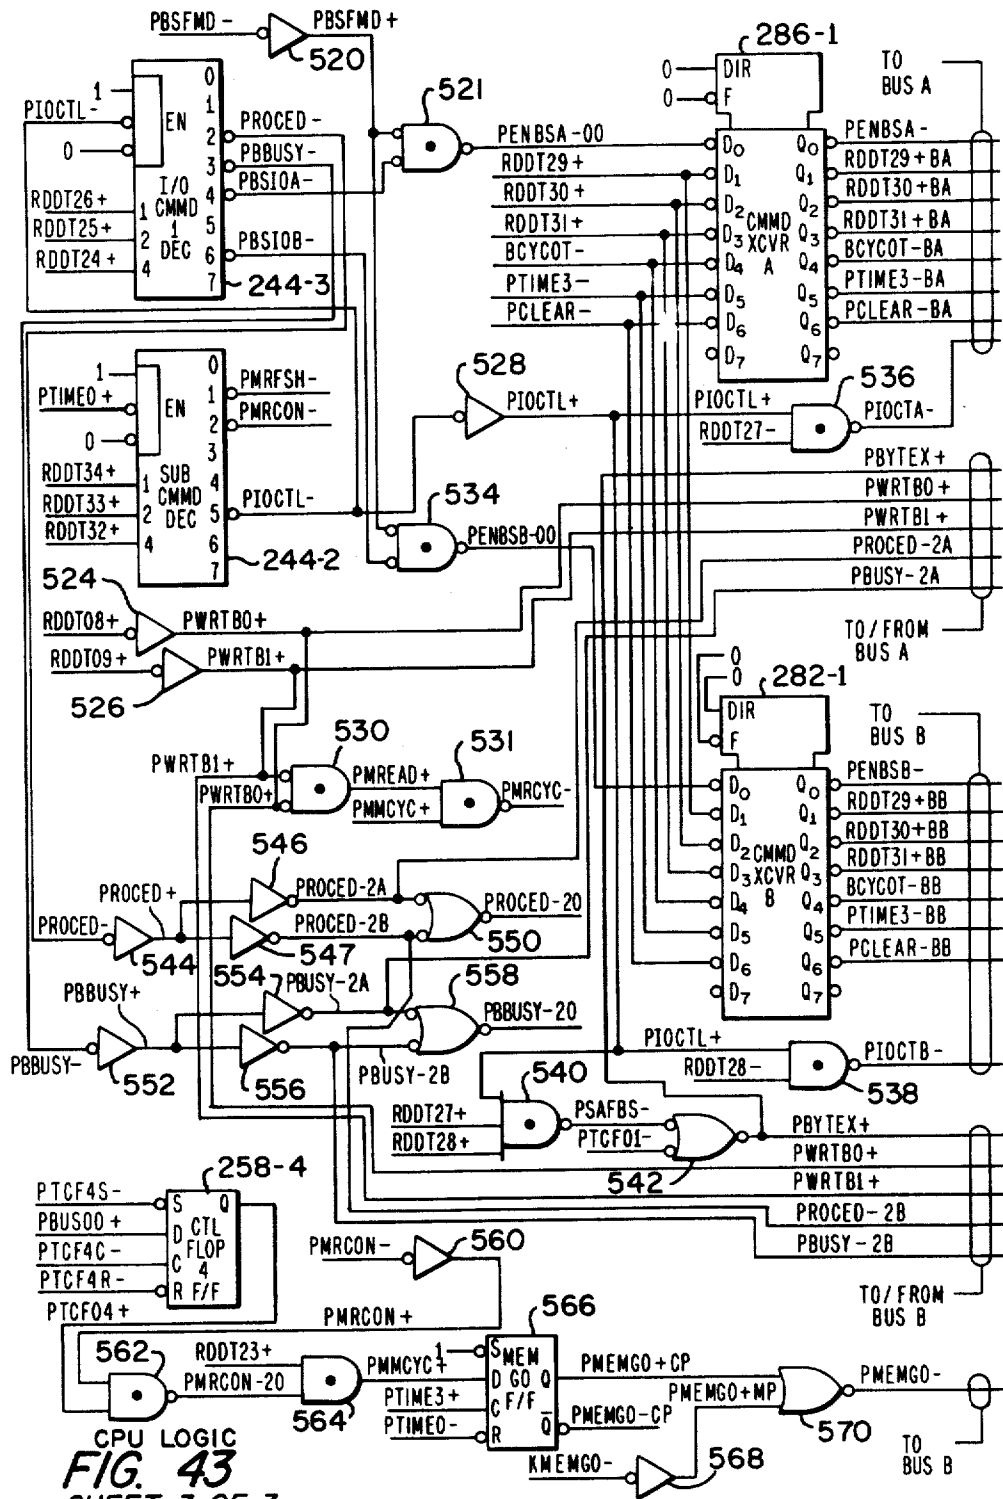 PBSFMD-
PBSFMD+
520
286-1
TO
BUS A
1
PIOCTL-
0
EN
I/O
CMMD
1
DEC
RDDT26+
RDDT25+
RDDT24+
1
2
4
0
1
2
3
4
5
6
7
PROCED-
PBBUSY-
PBSIOA-
PBSIOB-
244-3
521
PENBSA-00
RDDT29+
RDDT30+
RDDT31+
BCYCOT-
PTIME3-
PCLEAR-
0
DIR
0
F
D0
D1
D2
D3
D4
D5
D6
D7
CMMD
XCVR
A
Q0
Q1
Q2
Q3
Q4
Q5
Q6
Q7
PENBSA-
RDDT29+BA
RDDT30+BA
RDDT31+BA
BCYCOT-BA
PTIME3-BA
PCLEAR-BA
1
PTIME0+
0
EN
SUB
CMMD
DEC
RDDT34+
RDDT33+
RDDT32+
1
2
4
0
1
2
3
4
5
6
7
PMRFSH-
PMRCON-
PIOCTL-
244-2
528
PIOCTL+
PIOCTL+
RDDT27-
536
PIOCTA-
534
PENBSB-00
PBYTEX+
PWRTB0+
PWRTB1+
PROCED-2A
PBUSY-2A
TO/FROM
BUS A
524
RDDT08+
PWRTB0+
RDDT09+
PWRTB1+
526
0
0
282-1
DIR
F
TO
BUS B
D0
D1
D2
D3
D4
D5
D6
D7
CMMD
XCVR
B
Q0
Q1
Q2
Q3
Q4
Q5
Q6
Q7
PENBSB-
RDDT29+BB
RDDT30+BB
RDDT31+BB
BCYCOT-BB
PTIME3-BB
PCLEAR-BB
PWRTB1+
PWRTB0+
530
PMREAD+
PMMCYC+
531
PMRCYC-
546
PROCED+
PROCED-
544
PROCED-2A
PROCED-2B
547
550
PROCED-20
554
PBUSY-2A
558
PBBUSY+
PBBUSY-
552
556
PBUSY-2B
PBBUSY-20
PIOCTL+
RDDT28-
PIOCTB-
538
540
RDDT27+
RDDT28+
PSAFBS-
PTCF01-
542
PBYTEX+
PWRTB0+
PWRTB1+
PROCED-2B
PBUSY-2B
TO/FROM
BUS B
258-4
PTCF4S-
PBUS00+
PTCF4C-
PTCF4R-
S
D
C
R
Q
CTL
FLOP
4
F/F
PTCF04+
PMRCON-
560
PMRCON+
562
RDDT23+
PMRCON-20
564
PMMCYC+
PTIME3+
PTIME0-
1
566
S
D
C
R
MEM
GO
F/F
Q
Q̅
PMEMGO+CP
PMEMGO-CP
PMEMGO+MP
KMEMGO-
568
570
PMEMGO-
TO
BUS B
CPU LOGIC
FIG. 43
SHEET 3 OF 3